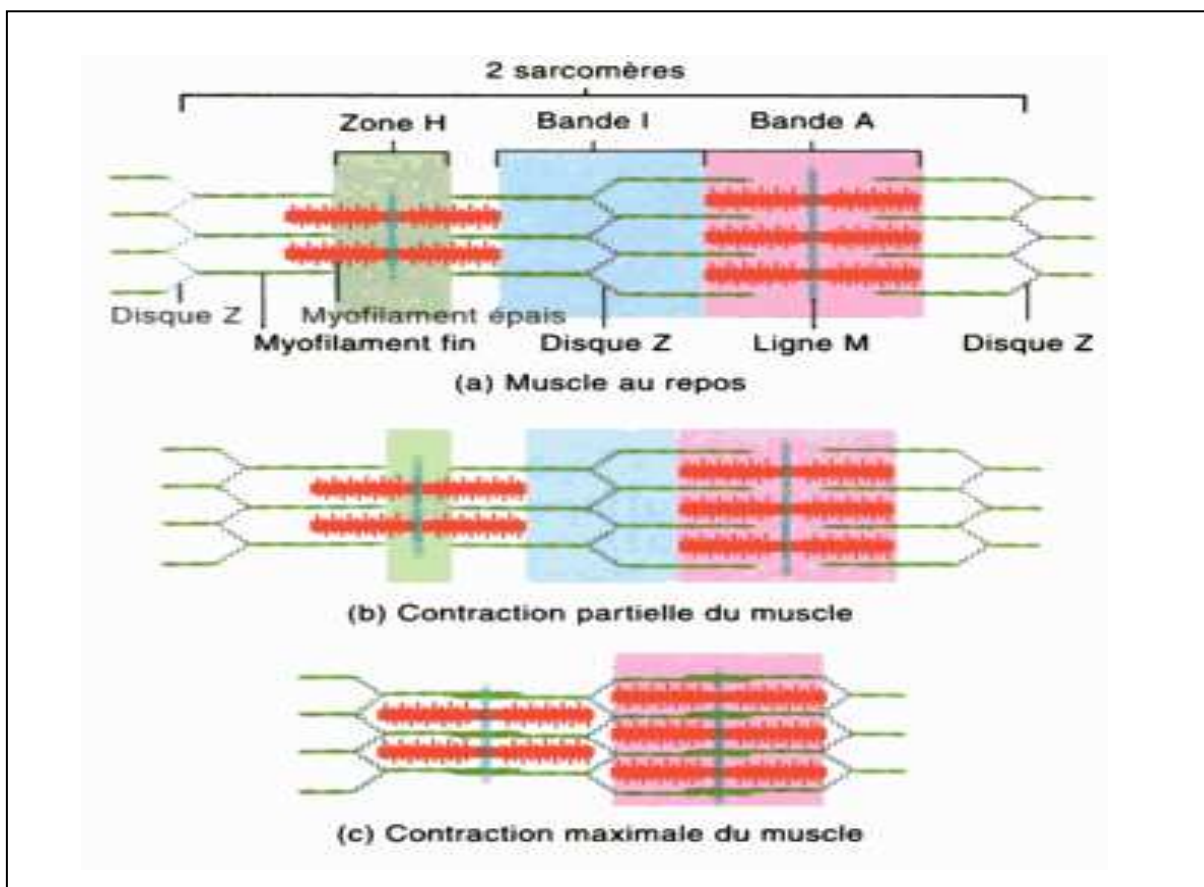 2 sarcomères
Zone H Bande I Bande A
Disque Z Myofilament épais
Myofilament fin Disque Z Ligne M Disque Z
(a) Muscle au repos
(b) Contraction partielle du muscle
(c) Contraction maximale du muscle